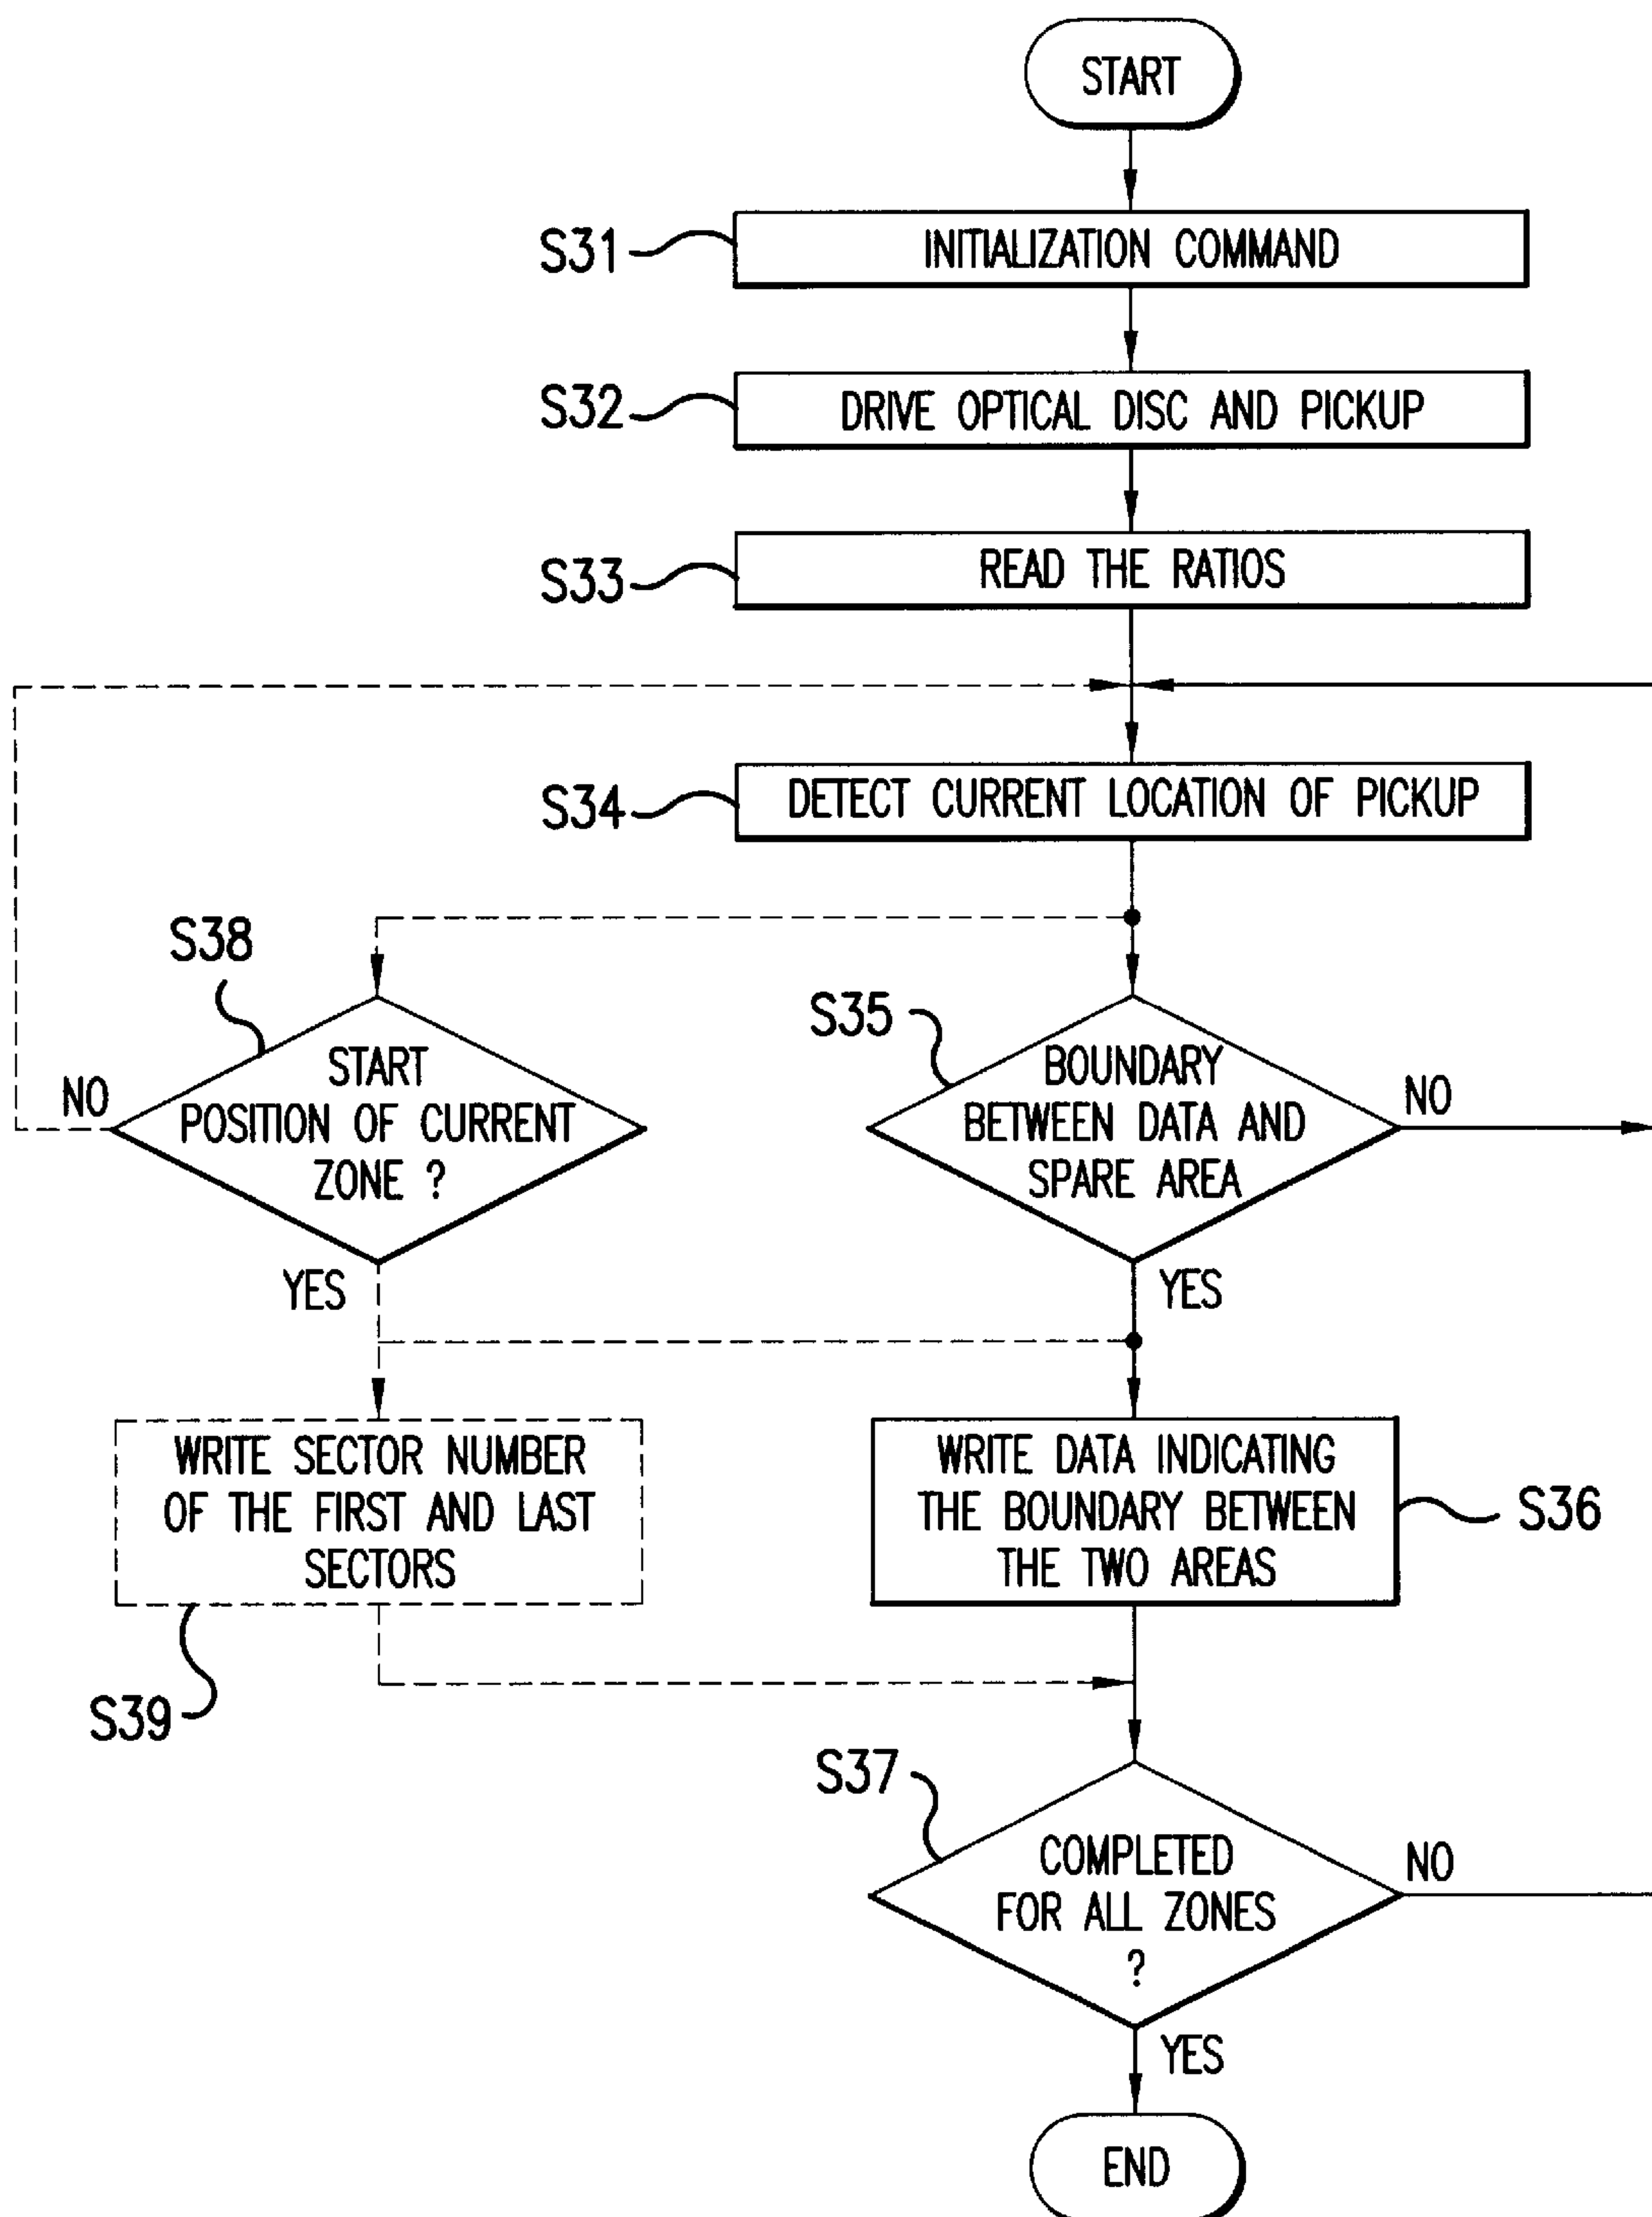 START
S31
INITIALIZATION COMMAND
S32
DRIVE OPTICAL DISC AND PICKUP
S33
READ THE RATIOS
S34
DETECT CURRENT LOCATION OF PICKUP
S38
START
POSITION OF CURRENT
ZONE ?
NO
YES
S35
BOUNDARY
BETWEEN DATA AND
SPARE AREA
NO
YES
WRITE SECTOR NUMBER
OF THE FIRST AND LAST
SECTORS
S39
WRITE DATA INDICATING
THE BOUNDARY BETWEEN
THE TWO AREAS
S36
S37
COMPLETED
FOR ALL ZONES
?
NO
YES
END